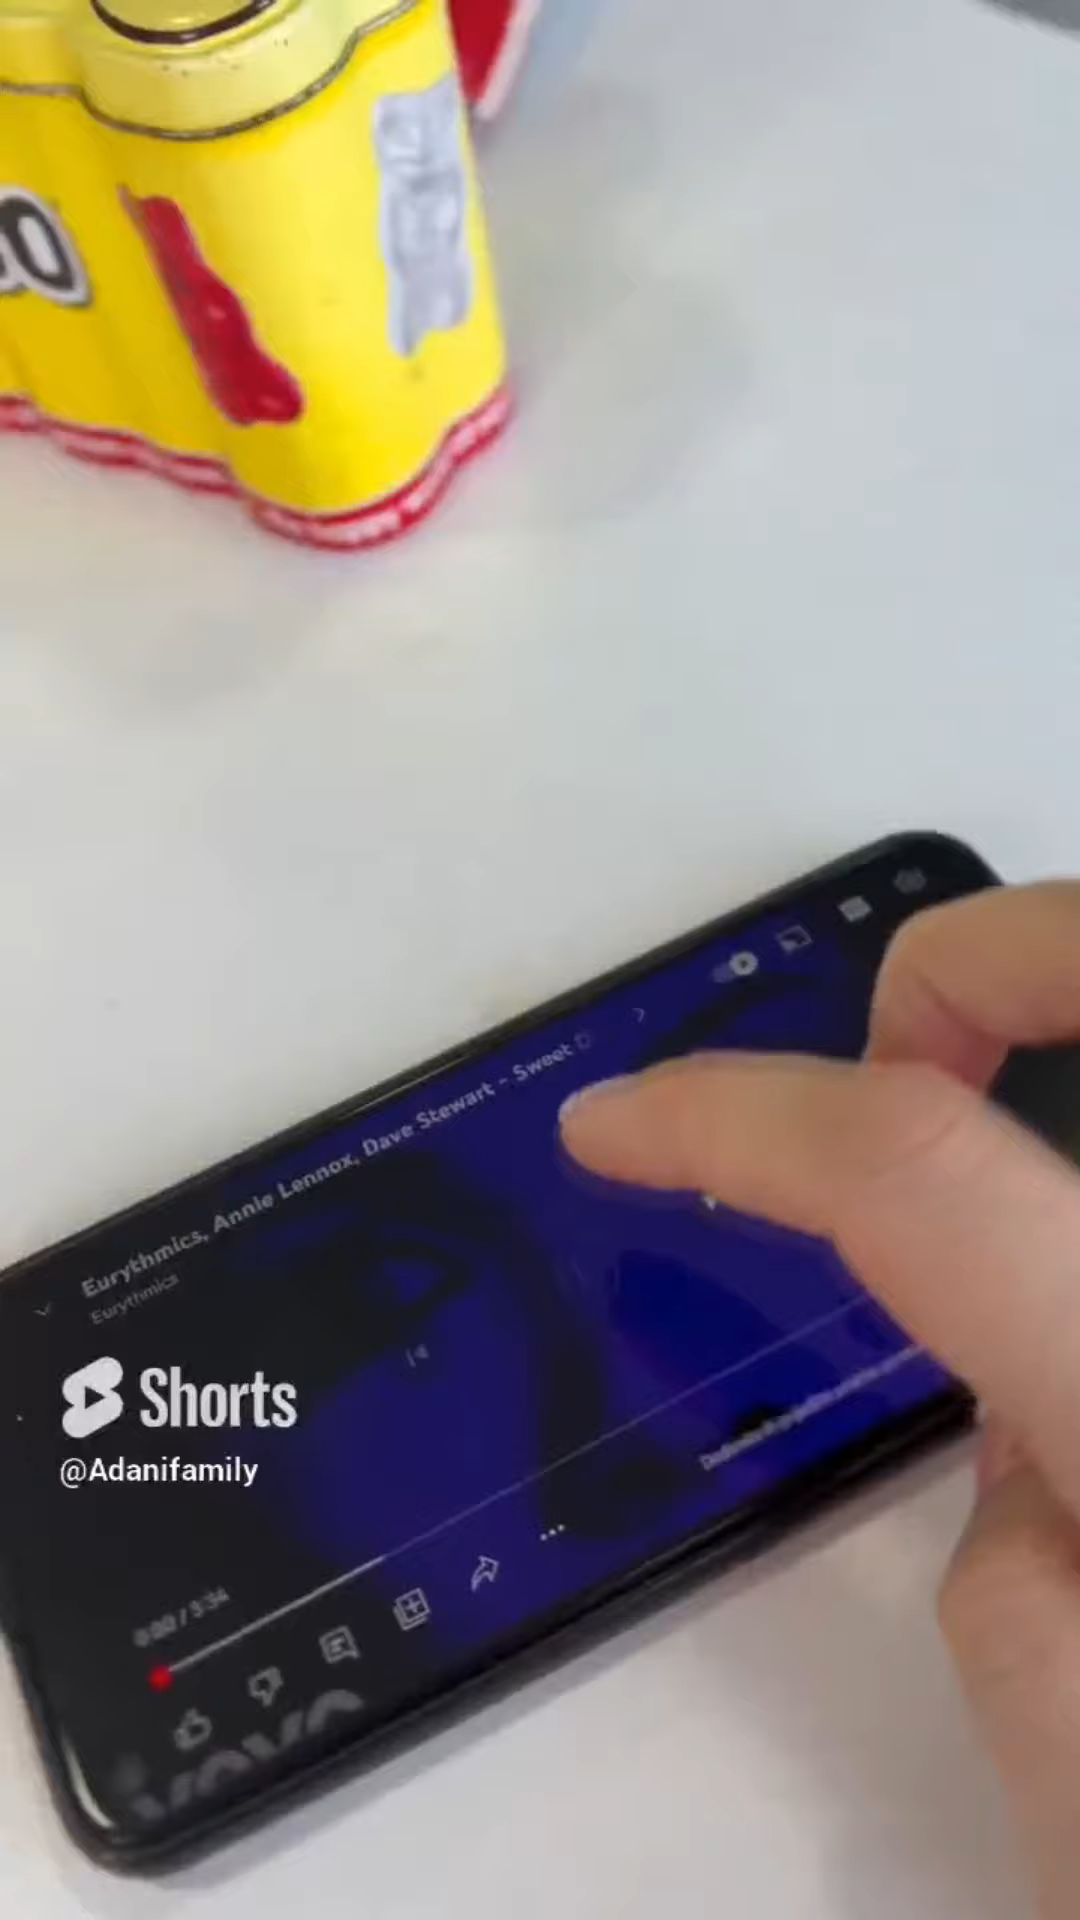 Eurythmics, Annie Lennox, Dave Stewart - Sweet D
Eurythmics
Shorts
@Adanifamily
0:00 / 3:34